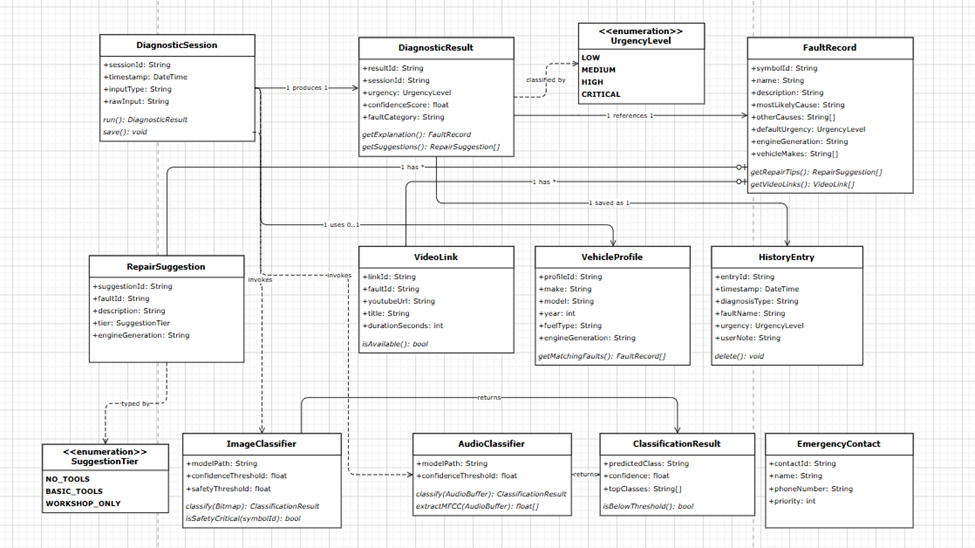 DiagnosticSession
+sessionId: String
+timestamp: DateTime
+inputType: String
+rawInput: String
run(): DiagnosticResult
save(): void
1 produces 1
DiagnosticResult
+resultId: String
+sessionId: String
+urgency: UrgencyLevel
+confidenceScore: float
+faultCategory: String
getExplanation(): FaultRecord
getSuggestions(): RepairSuggestion[]
classified by
<<enumeration>>
UrgencyLevel
LOW
MEDIUM
HIGH
CRITICAL
1 references 1
FaultRecord
+symbolId: String
+name: String
+description: String
+mostLikelyCause: String
+otherCauses: String[]
+defaultUrgency: UrgencyLevel
+engineGeneration: String
+vehicleMakes: String[]
getRepairTips(): RepairSuggestion[]
getVideoLinks(): VideoLink[]
1 has *
1 has *
1 saved as 1
1 uses 0..1
RepairSuggestion
+suggestionId: String
+faultId: String
+description: String
+tier: SuggestionTier
+engineGeneration: String
invokes
invokes
VideoLink
+linkId: String
+faultId: String
+youtubeUrl: String
+title: String
+durationSeconds: int
isAvailable(): bool
VehicleProfile
+profileId: String
+make: String
+model: String
+year: int
+fuelType: String
+engineGeneration: String
getMatchingFaults(): FaultRecord[]
HistoryEntry
+entryId: String
+timestamp: DateTime
+diagnosisType: String
+faultName: String
+urgency: UrgencyLevel
+userNote: String
delete(): void
typed by
returns
<<enumeration>>
SuggestionTier
NO_TOOLS
BASIC_TOOLS
WORKSHOP_ONLY
ImageClassifier
+modelPath: String
+confidenceThreshold: float
+safetyThreshold: float
classify(Bitmap): ClassificationResult
isSafetyCritical(symbolId): bool
AudioClassifier
+modelPath: String
+confidenceThreshold: float
classify(AudioBuffer): ClassificationResult
extractMFCC(AudioBuffer): float[]
returns
ClassificationResult
+predictedClass: String
+confidence: float
+topClasses: String[]
isBelowThreshold(): bool
EmergencyContact
+contactId: String
+name: String
+phoneNumber: String
+priority: int